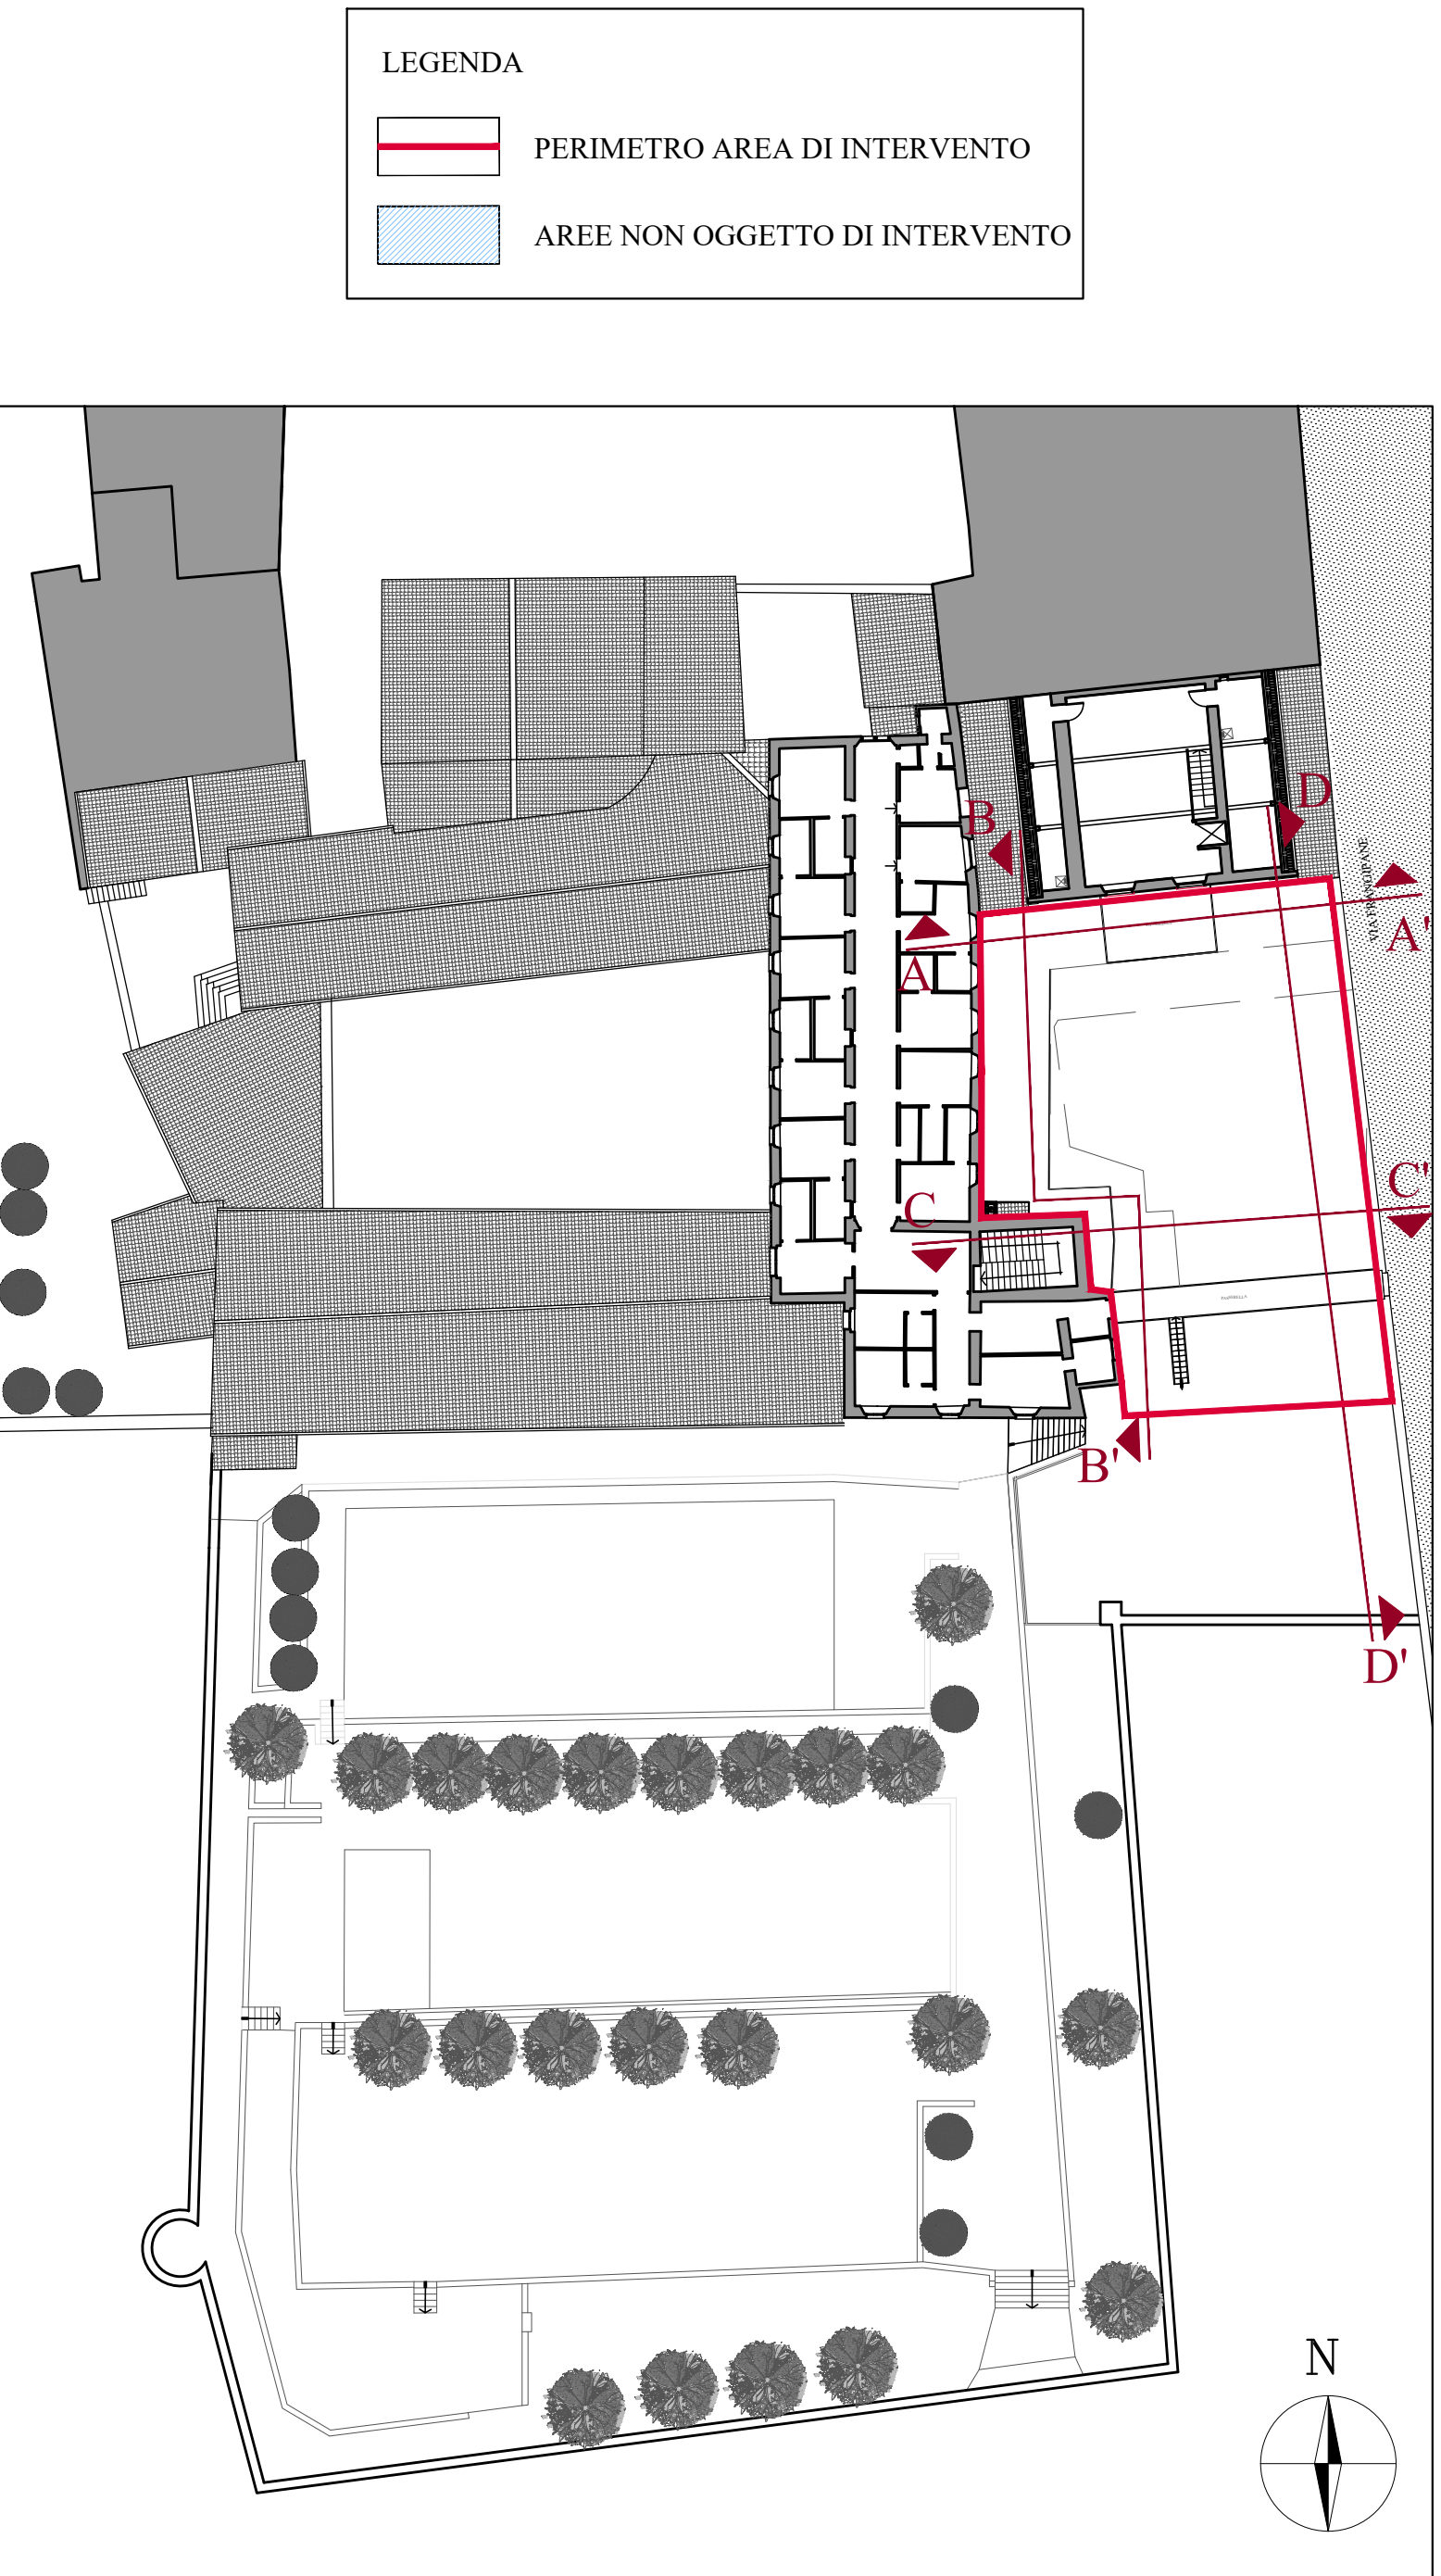 LEGENDA
PERIMETRO AREA DI INTERVENTO
AREE NON OGGETTO DI INTERVENTO
B
D
A
A'
C
C'
B'
D'
N